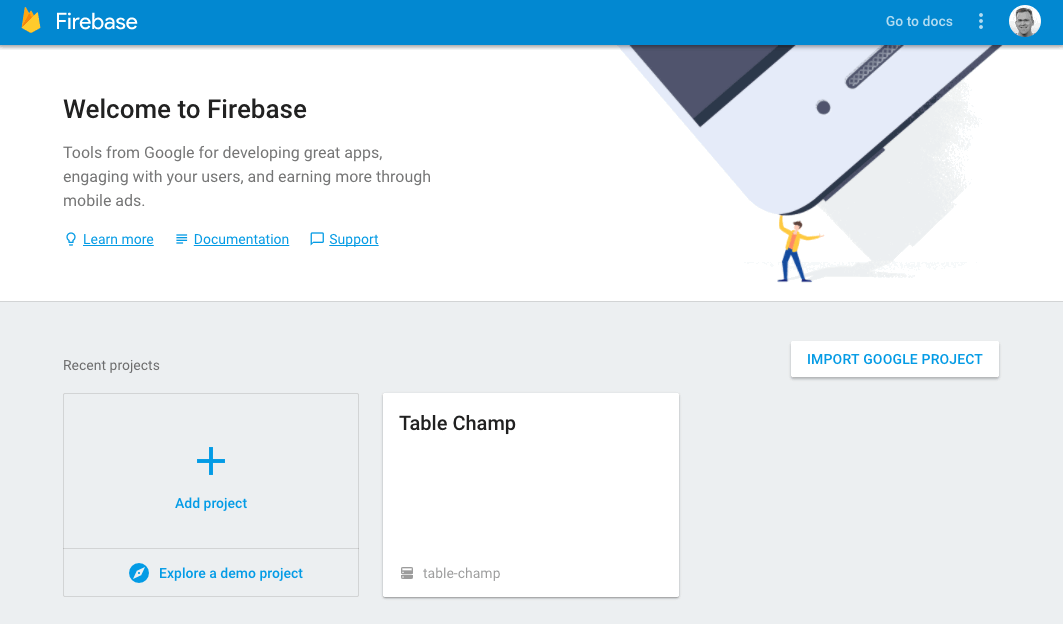 Firebase
Go to docs
Welcome to Firebase
Tools from Google for developing great apps,
engaging with your users, and earning more through
mobile ads.
Learn more
Documentation
Support
Recent projects
IMPORT GOOGLE PROJECT
Add project
Explore a demo project
Table Champ
table-champ